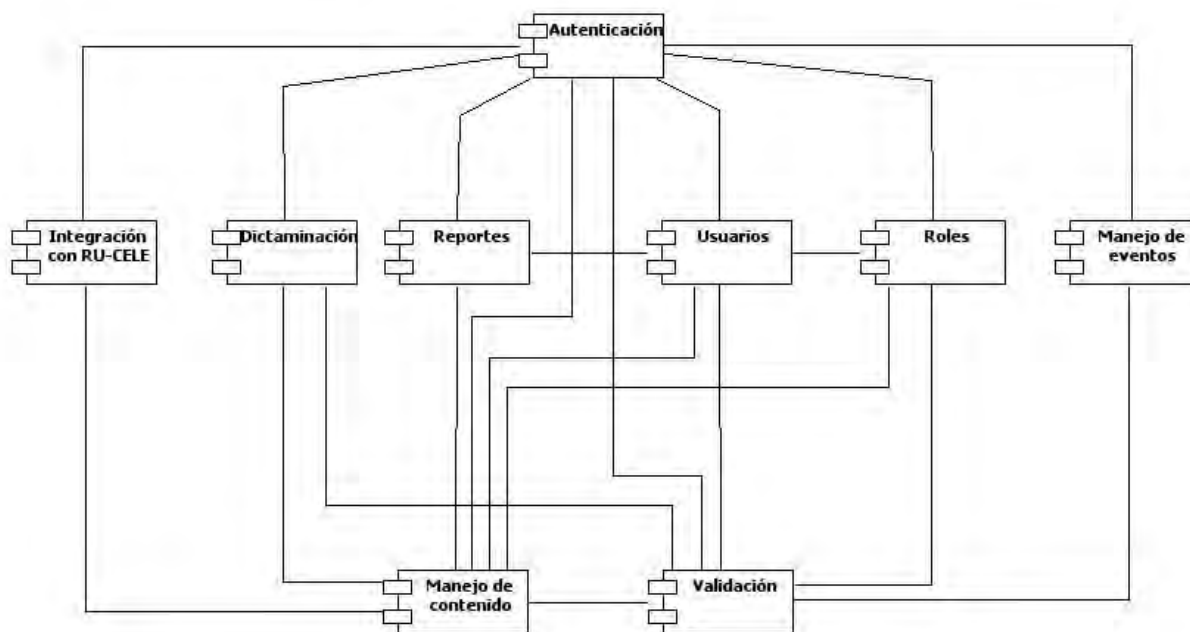 Autenticación
Integración
con RU-CELE
Dictaminación
Reportes
Usuarios
Roles
Manejo de
eventos
Manejo de
contenido
Validación